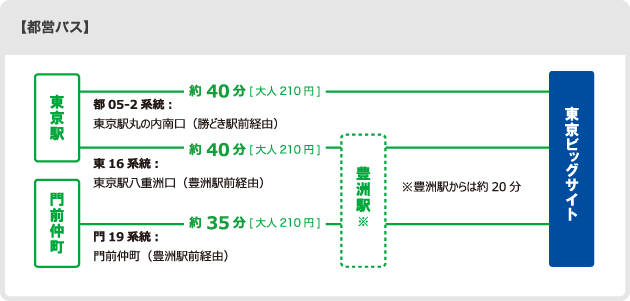 【都営バス】
東京駅
約 40 分 [ 大人 210 円 ]
都 05-2 系統：
東京駅丸の内南口（勝どき駅前経由）
約 40 分 [ 大人 210 円 ]
東 16 系統：
東京駅八重洲口（豊洲駅前経由）
門前仲町
約 35 分 [ 大人 210 円 ]
門 19 系統：
門前仲町（豊洲駅前経由）
豊洲駅※
※豊洲駅からは約 20 分
東京ビッグサイト